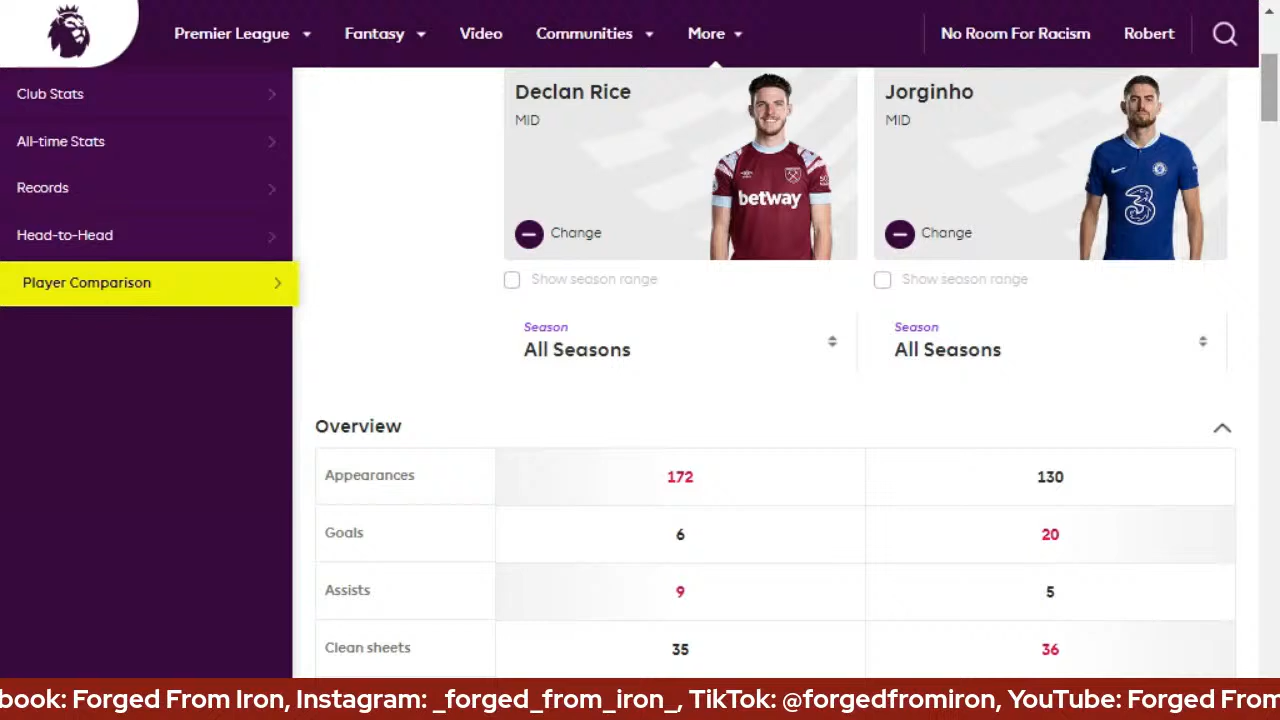 Premier League
Fantasy
Video
Communities
More
No Room For Racism
Robert
Club Stats
All-time Stats
Records
Head-to-Head
Player Comparison
Declan Rice
MID
Change
Show season range
Season
All Seasons
betway
Jorginho
MID
Change
Show season range
Season
All Seasons
3
Overview
Appearances 172 130
Goals 6 20
Assists 9 5
Clean sheets 35 36
book: Forged From Iron, Instagram: _forged_from_iron_, TikTok: @forgedfromiron, YouTube: Forged From